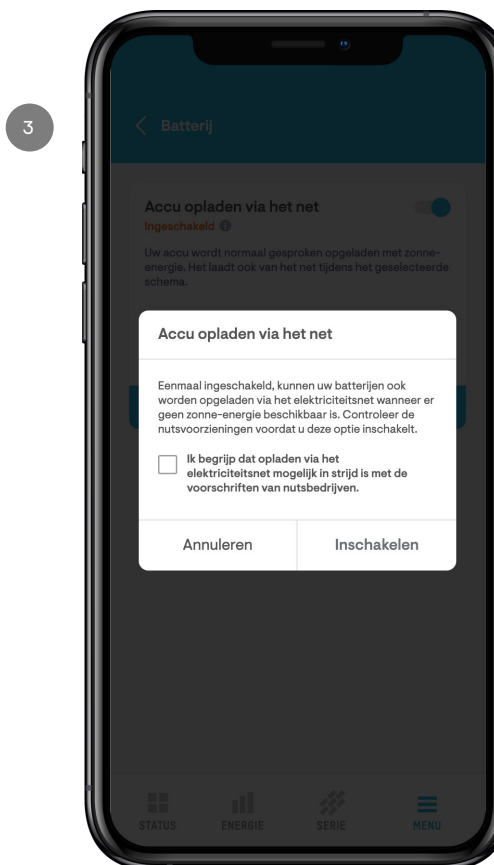 3
Batterij
Accu opladen via het net
Ingeschakeld
Uw accu wordt normaal gesproken opgeladen met zonne-
energie. Het laadt ook van het net tijdens het geselecteerde
schema.
Accu opladen via het net
Eenmaal ingeschakeld, kunnen uw batterijen ook
worden opgeladen via het elektriciteitsnet wanneer er
geen zonne-energie beschikbaar is. Controleer de
nutsvoorzieningen voordat u deze optie inschakelt.
Ik begrijp dat opladen via het
elektriciteitsnet mogelijk in strijd is met de
voorschriften van nutsbedrijven.
Annuleren Inschakelen
STATUS ENERGIE SERIE MENU